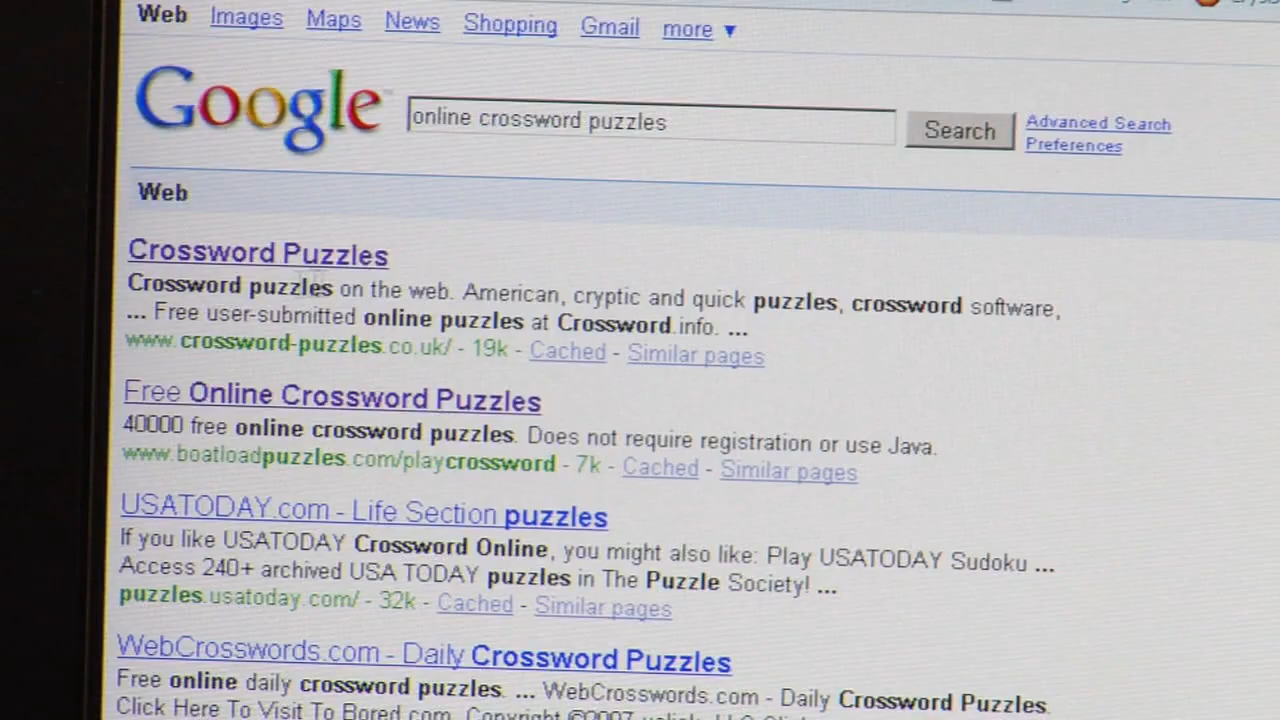 Web Images Maps News Shopping Gmail more ▼
Google online crossword puzzles Search Advanced Search
Preferences
Web
Crossword Puzzles
Crossword puzzles on the web. American, cryptic and quick puzzles, crossword software,
... Free user-submitted online puzzles at Crossword.info. ...
www.crossword-puzzles.co.uk/ - 19k - Cached - Similar pages
Free Online Crossword Puzzles
40000 free online crossword puzzles. Does not require registration or use Java.
www.boatloadpuzzles.com/playcrossword - 7k - Cached - Similar pages
USATODAY.com - Life Section puzzles
If you like USATODAY Crossword Online, you might also like: Play USATODAY Sudoku ...
Access 240+ archived USA TODAY puzzles in The Puzzle Society! ...
puzzles.usatoday.com/ - 32k - Cached - Similar pages
WebCrosswords.com - Daily Crossword Puzzles
Free online daily crossword puzzles. ... WebCrosswords.com - Daily Crossword Puzzles.
Click Here To Visit To Bored.com. Copyright ©2007